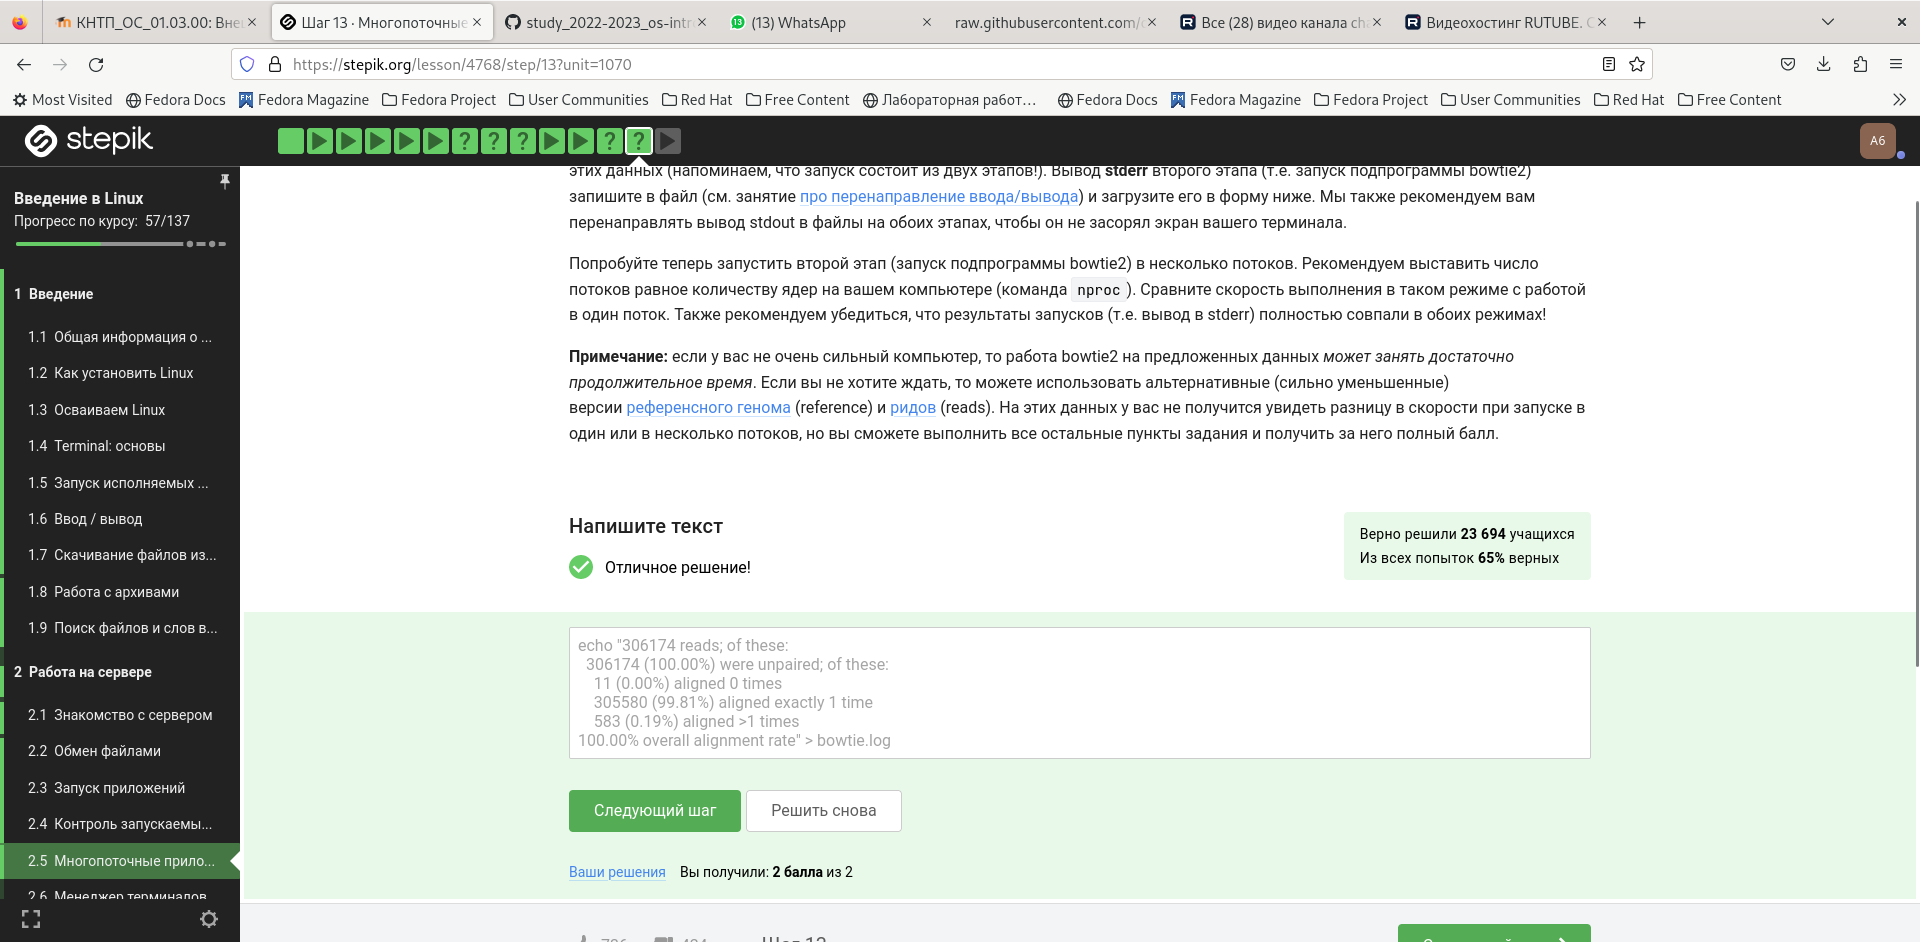 КНТП_ОС_01.03.00: Вне
Шаг 13 · Многопоточные
study_2022-2023_os-intr
(13) WhatsApp
raw.githubusercontent.com/
Все (28) видео канала ch
Видеохостинг RUTUBE. С
https://stepik.org/lesson/4768/step/13?unit=1070
Most Visited
Fedora Docs
Fedora Magazine
Fedora Project
User Communities
Red Hat
Free Content
Лабораторная работ…
Fedora Docs
Fedora Magazine
Fedora Project
User Communities
Red Hat
Free Content
stepik
A6
Введение в Linux
Прогресс по курсу: 57/137
1 Введение
1.1 Общая информация о ...
1.2 Как установить Linux
1.3 Осваиваем Linux
1.4 Terminal: основы
1.5 Запуск исполняемых ...
1.6 Ввод / вывод
1.7 Скачивание файлов из...
1.8 Работа с архивами
1.9 Поиск файлов и слов в...
2 Работа на сервере
2.1 Знакомство с сервером
2.2 Обмен файлами
2.3 Запуск приложений
2.4 Контроль запускаемы...
2.5 Многопоточные прило...
2.6 Менеджер терминалов
этих данных (напоминаем, что запуск состоит из двух этапов!). Вывод stderr второго этапа (т.е. запуск подпрограммы bowtie2)
запишите в файл (см. занятие про перенаправление ввода/вывода) и загрузите его в форму ниже. Мы также рекомендуем вам
перенаправлять вывод stdout в файлы на обоих этапах, чтобы он не засорял экран вашего терминала.
Попробуйте теперь запустить второй этап (запуск подпрограммы bowtie2) в несколько потоков. Рекомендуем выставить число
потоков равное количеству ядер на вашем компьютере (команда nproc ). Сравните скорость выполнения в таком режиме с работой
в один поток. Также рекомендуем убедиться, что результаты запусков (т.е. вывод в stderr) полностью совпали в обоих режимах!
Примечание: если у вас не очень сильный компьютер, то работа bowtie2 на предложенных данных может занять достаточно
продолжительное время. Если вы не хотите ждать, то можете использовать альтернативные (сильно уменьшенные)
версии референсного генома (reference) и ридов (reads). На этих данных у вас не получится увидеть разницу в скорости при запуске в
один или в несколько потоков, но вы сможете выполнить все остальные пункты задания и получить за него полный балл.
Напишите текст
Отличное решение!
Верно решили 23 694 учащихся
Из всех попыток 65% верных
echo "306174 reads; of these:
306174 (100.00%) were unpaired; of these:
11 (0.00%) aligned 0 times
305580 (99.81%) aligned exactly 1 time
583 (0.19%) aligned >1 times
100.00% overall alignment rate" > bowtie.log
Следующий шаг
Решить снова
Ваши решения Вы получили: 2 балла из 2
Шаг 13